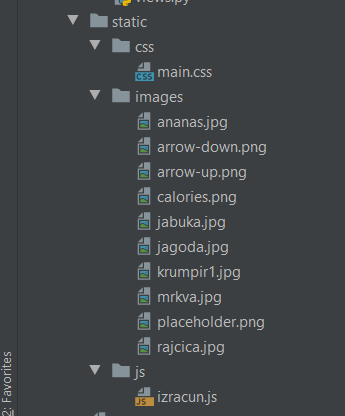 views.py
static
css
main.css
images
ananas.jpg
arrow-down.png
arrow-up.png
calories.png
jabuka.jpg
jagoda.jpg
krumpir1.jpg
mrkva.jpg
placeholder.png
rajcica.jpg
js
izracun.js
2: Favorites